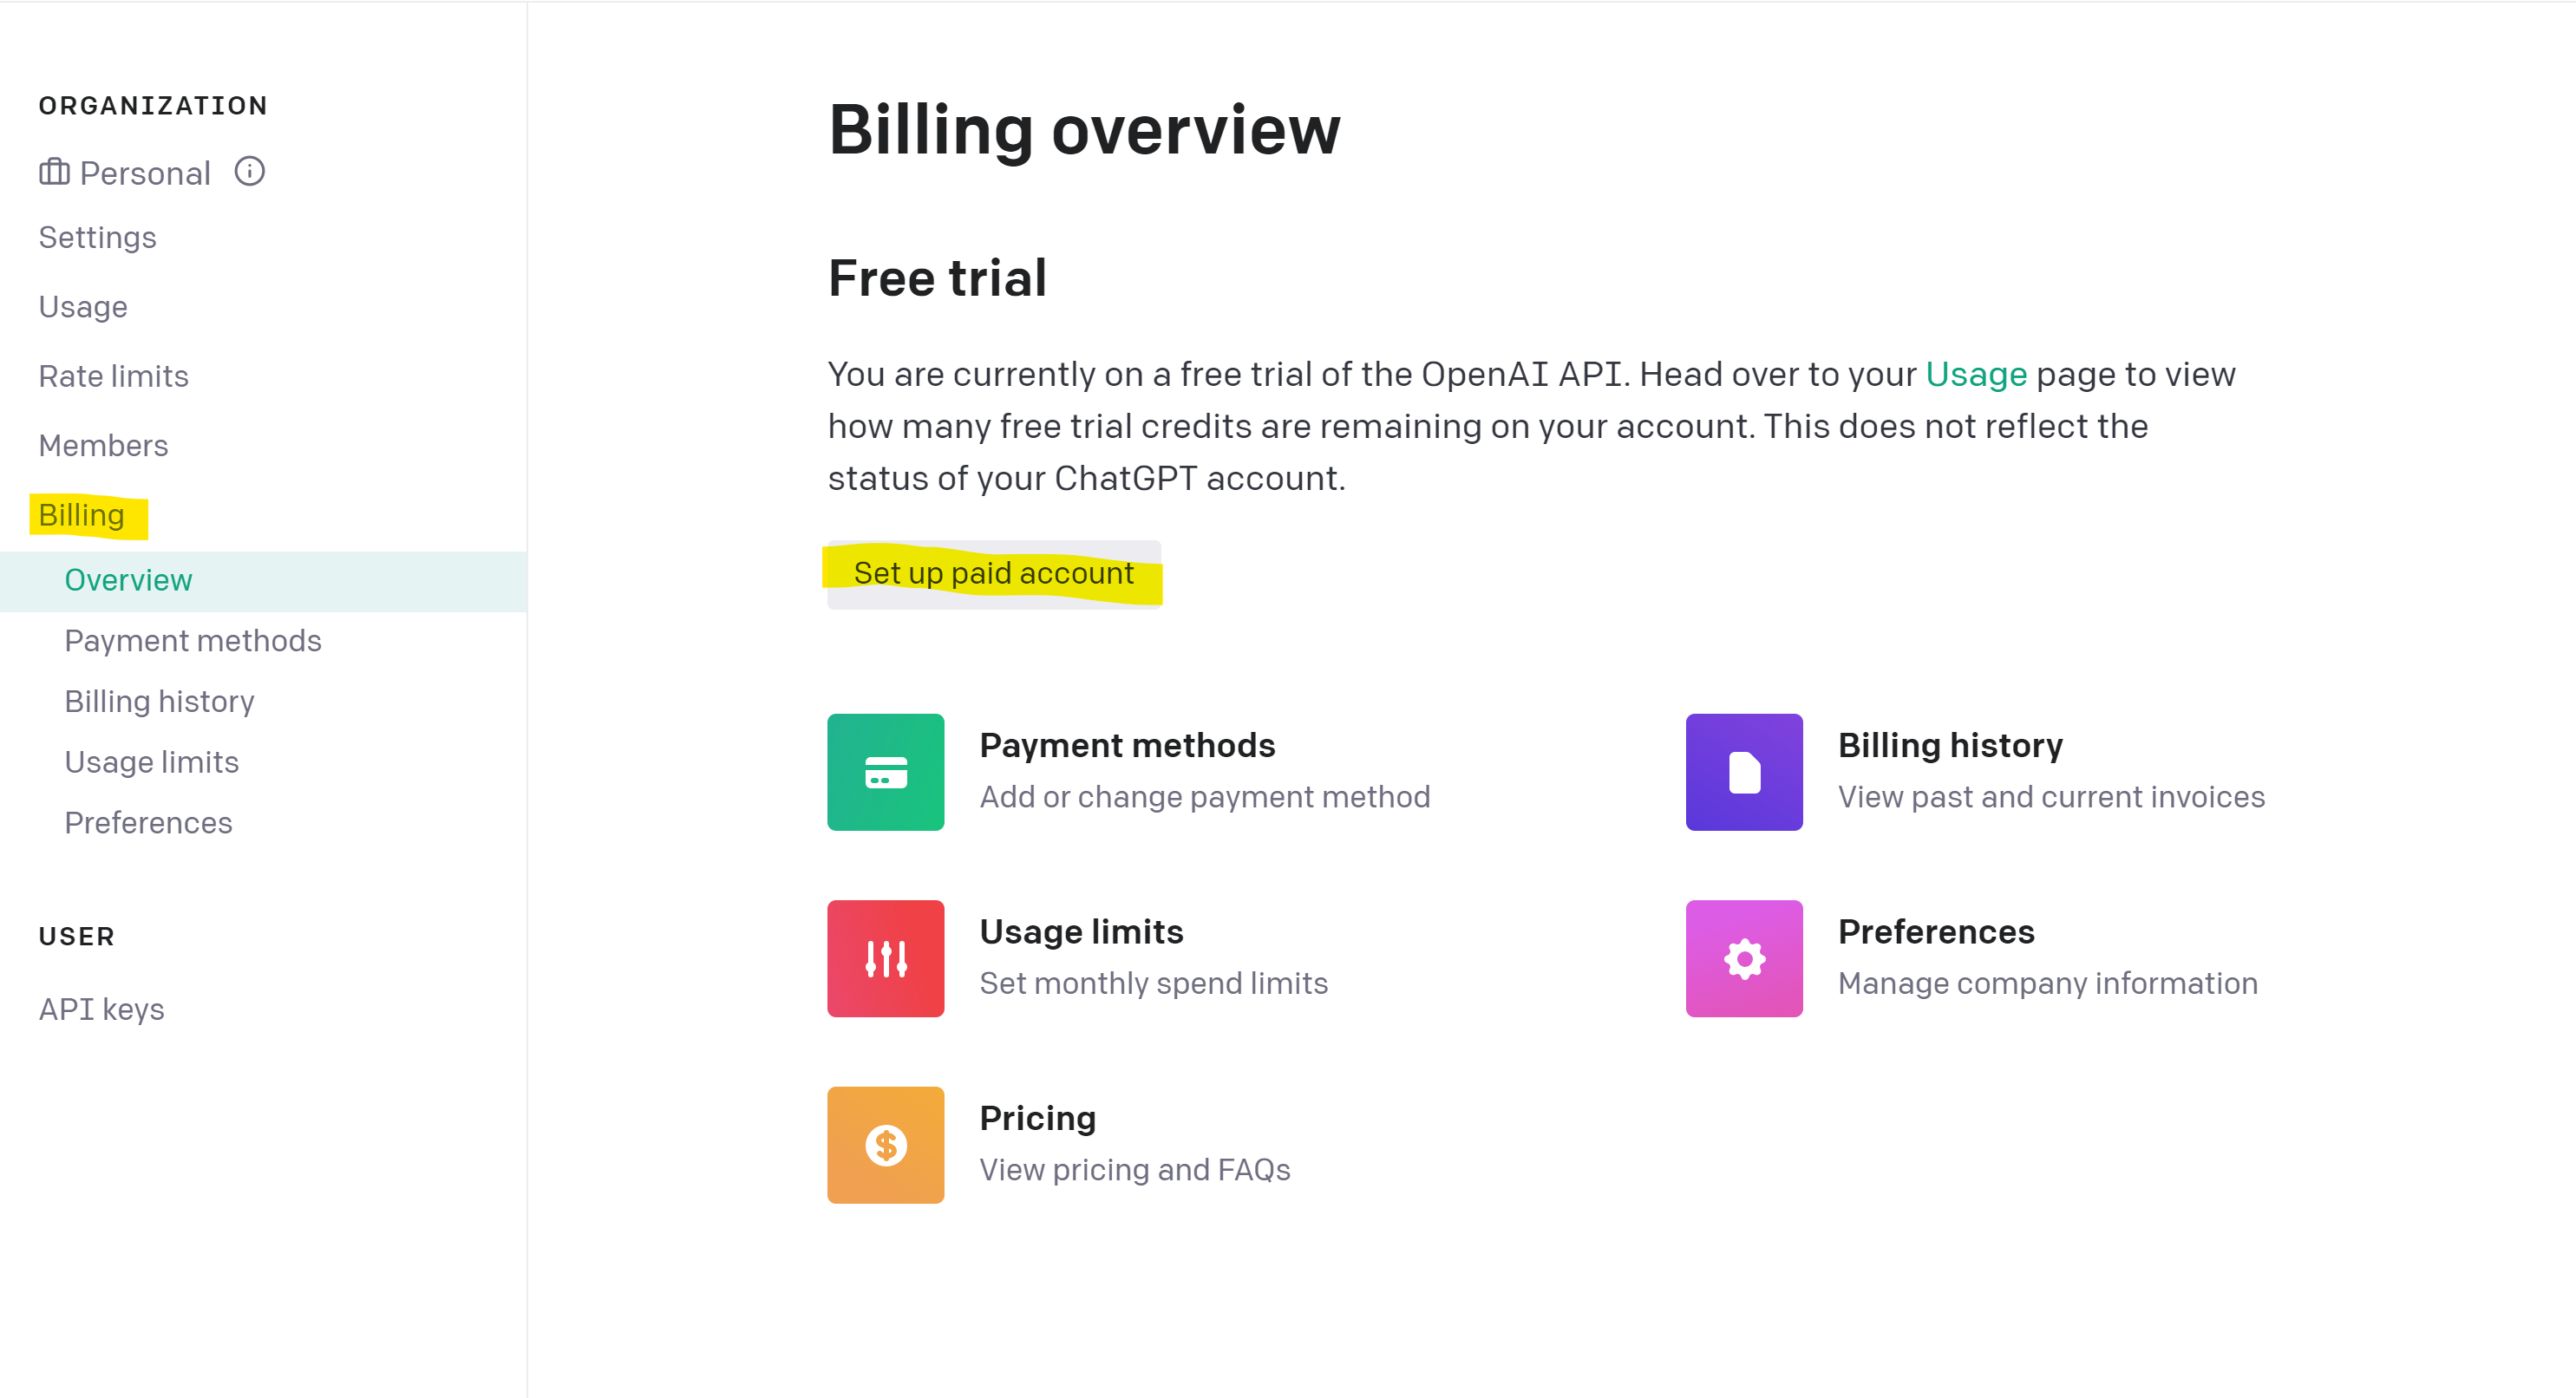 ORGANIZATION
Personal
Settings
Usage
Rate limits
Members
Billing
Overview
Payment methods
Billing history
Usage limits
Preferences
USER
API keys
Billing overview
Free trial
You are currently on a free trial of the OpenAI API. Head over to your Usage page to view
how many free trial credits are remaining on your account. This does not reflect the
status of your ChatGPT account.
Set up paid account
Payment methods
Add or change payment method
Billing history
View past and current invoices
Usage limits
Set monthly spend limits
Preferences
Manage company information
Pricing
View pricing and FAQs